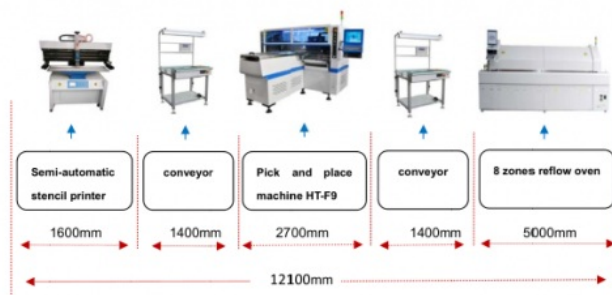 Semi-automatic
stencil printer
conveyor
Pick and place
machine HT-F9
conveyor
8 zones reflow oven
1600mm
1400mm
2700mm
1400mm
5000mm
12100mm